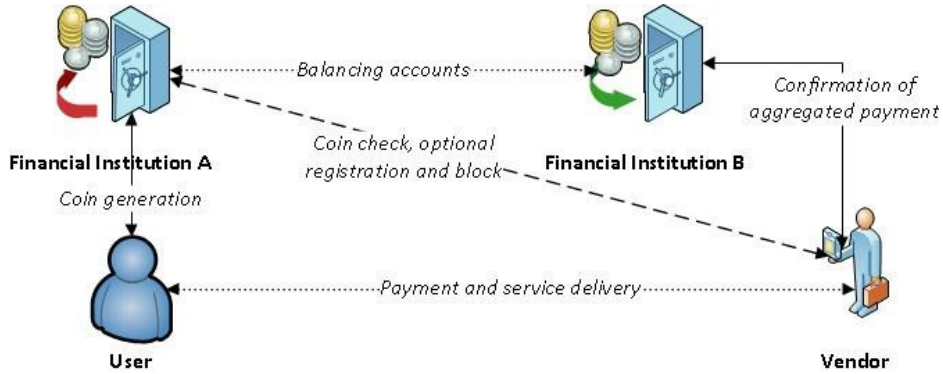 Balancing accounts
Confirmation of
aggregated payment
Financial Institution A
Coin check, optional
registration and block
Financial Institution B
Coin generation
Payment and service delivery
User
Vendor